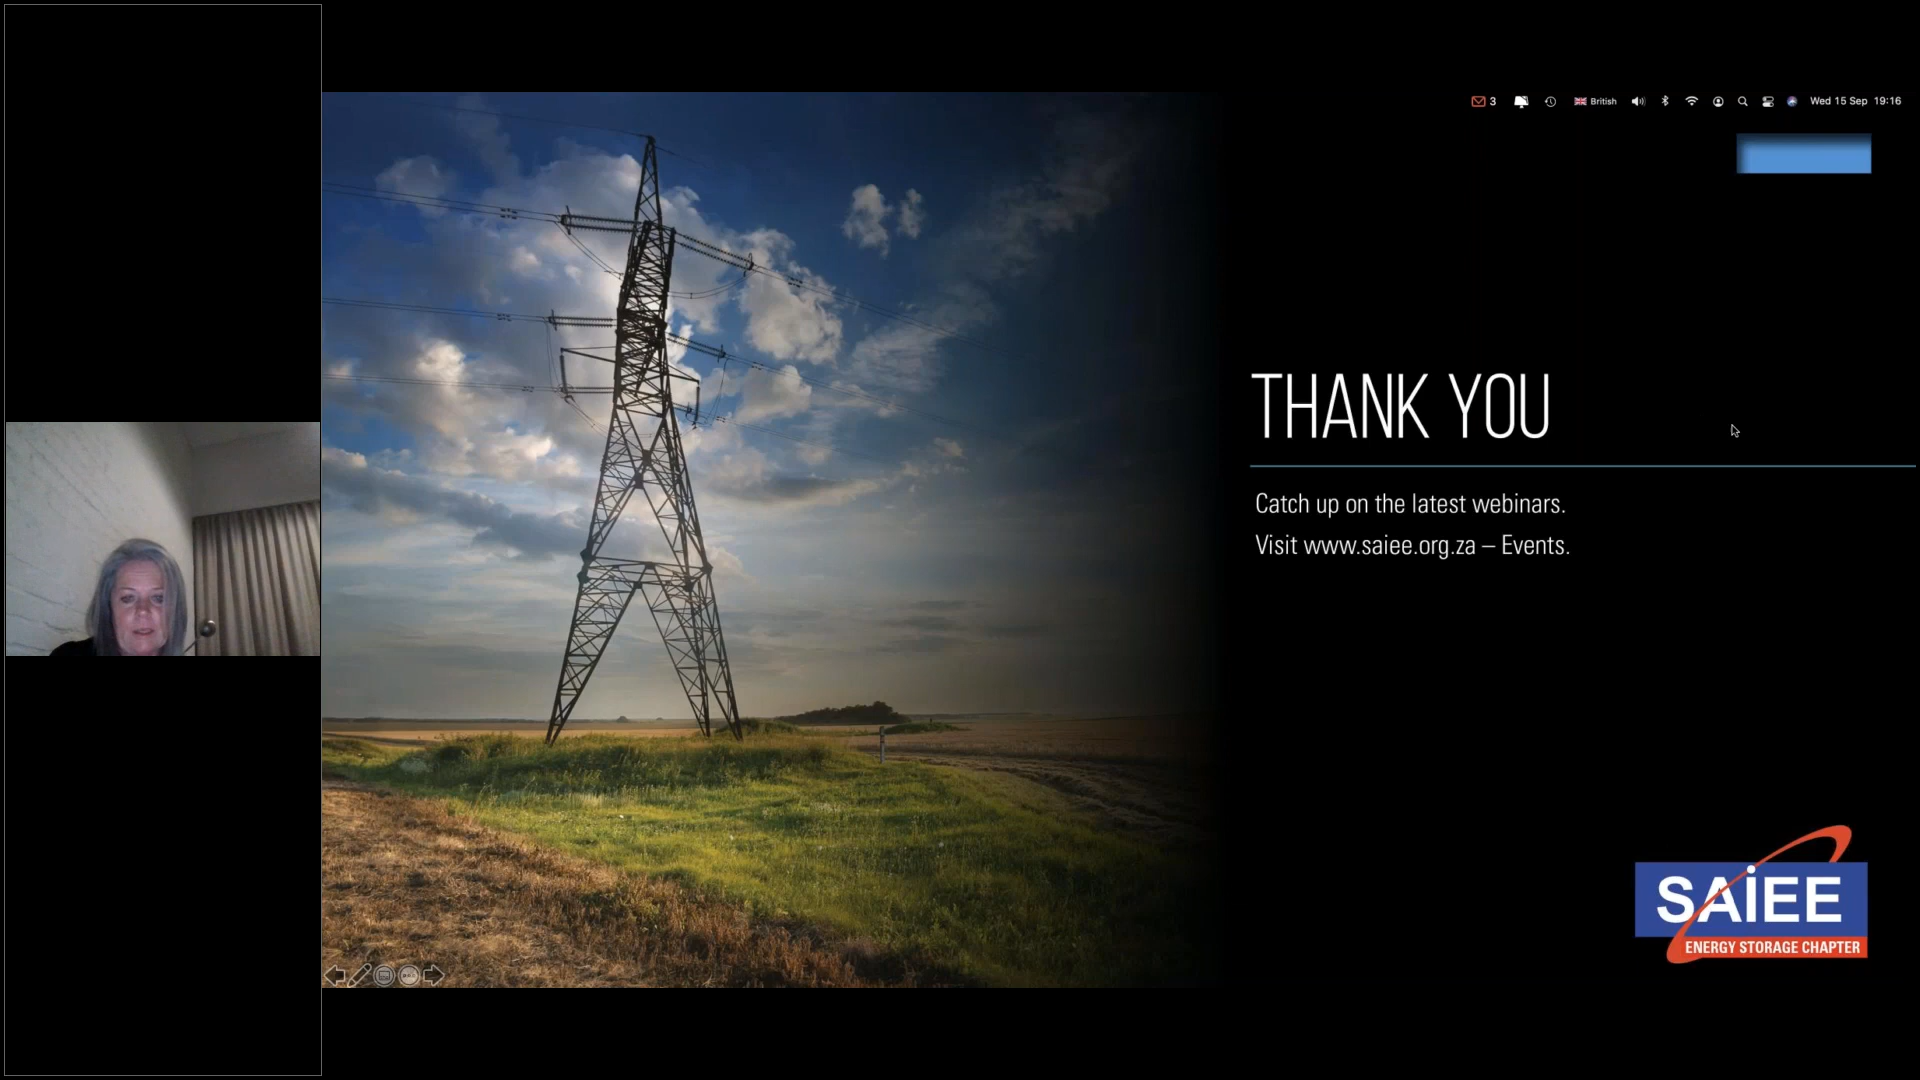 3 British Wed 15 Sep 19:16
THANK YOU
Catch up on the latest webinars.
Visit www.saiee.org.za – Events.
SAiEE
ENERGY STORAGE CHAPTER